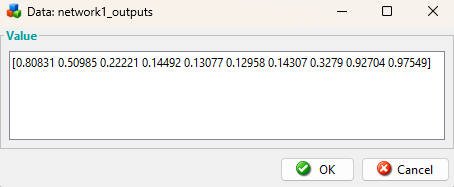 Data: network1_outputs
Value
[0.80831 0.50985 0.22221 0.14492 0.13077 0.12958 0.14307 0.3279 0.92704 0.97549]
OK
Cancel